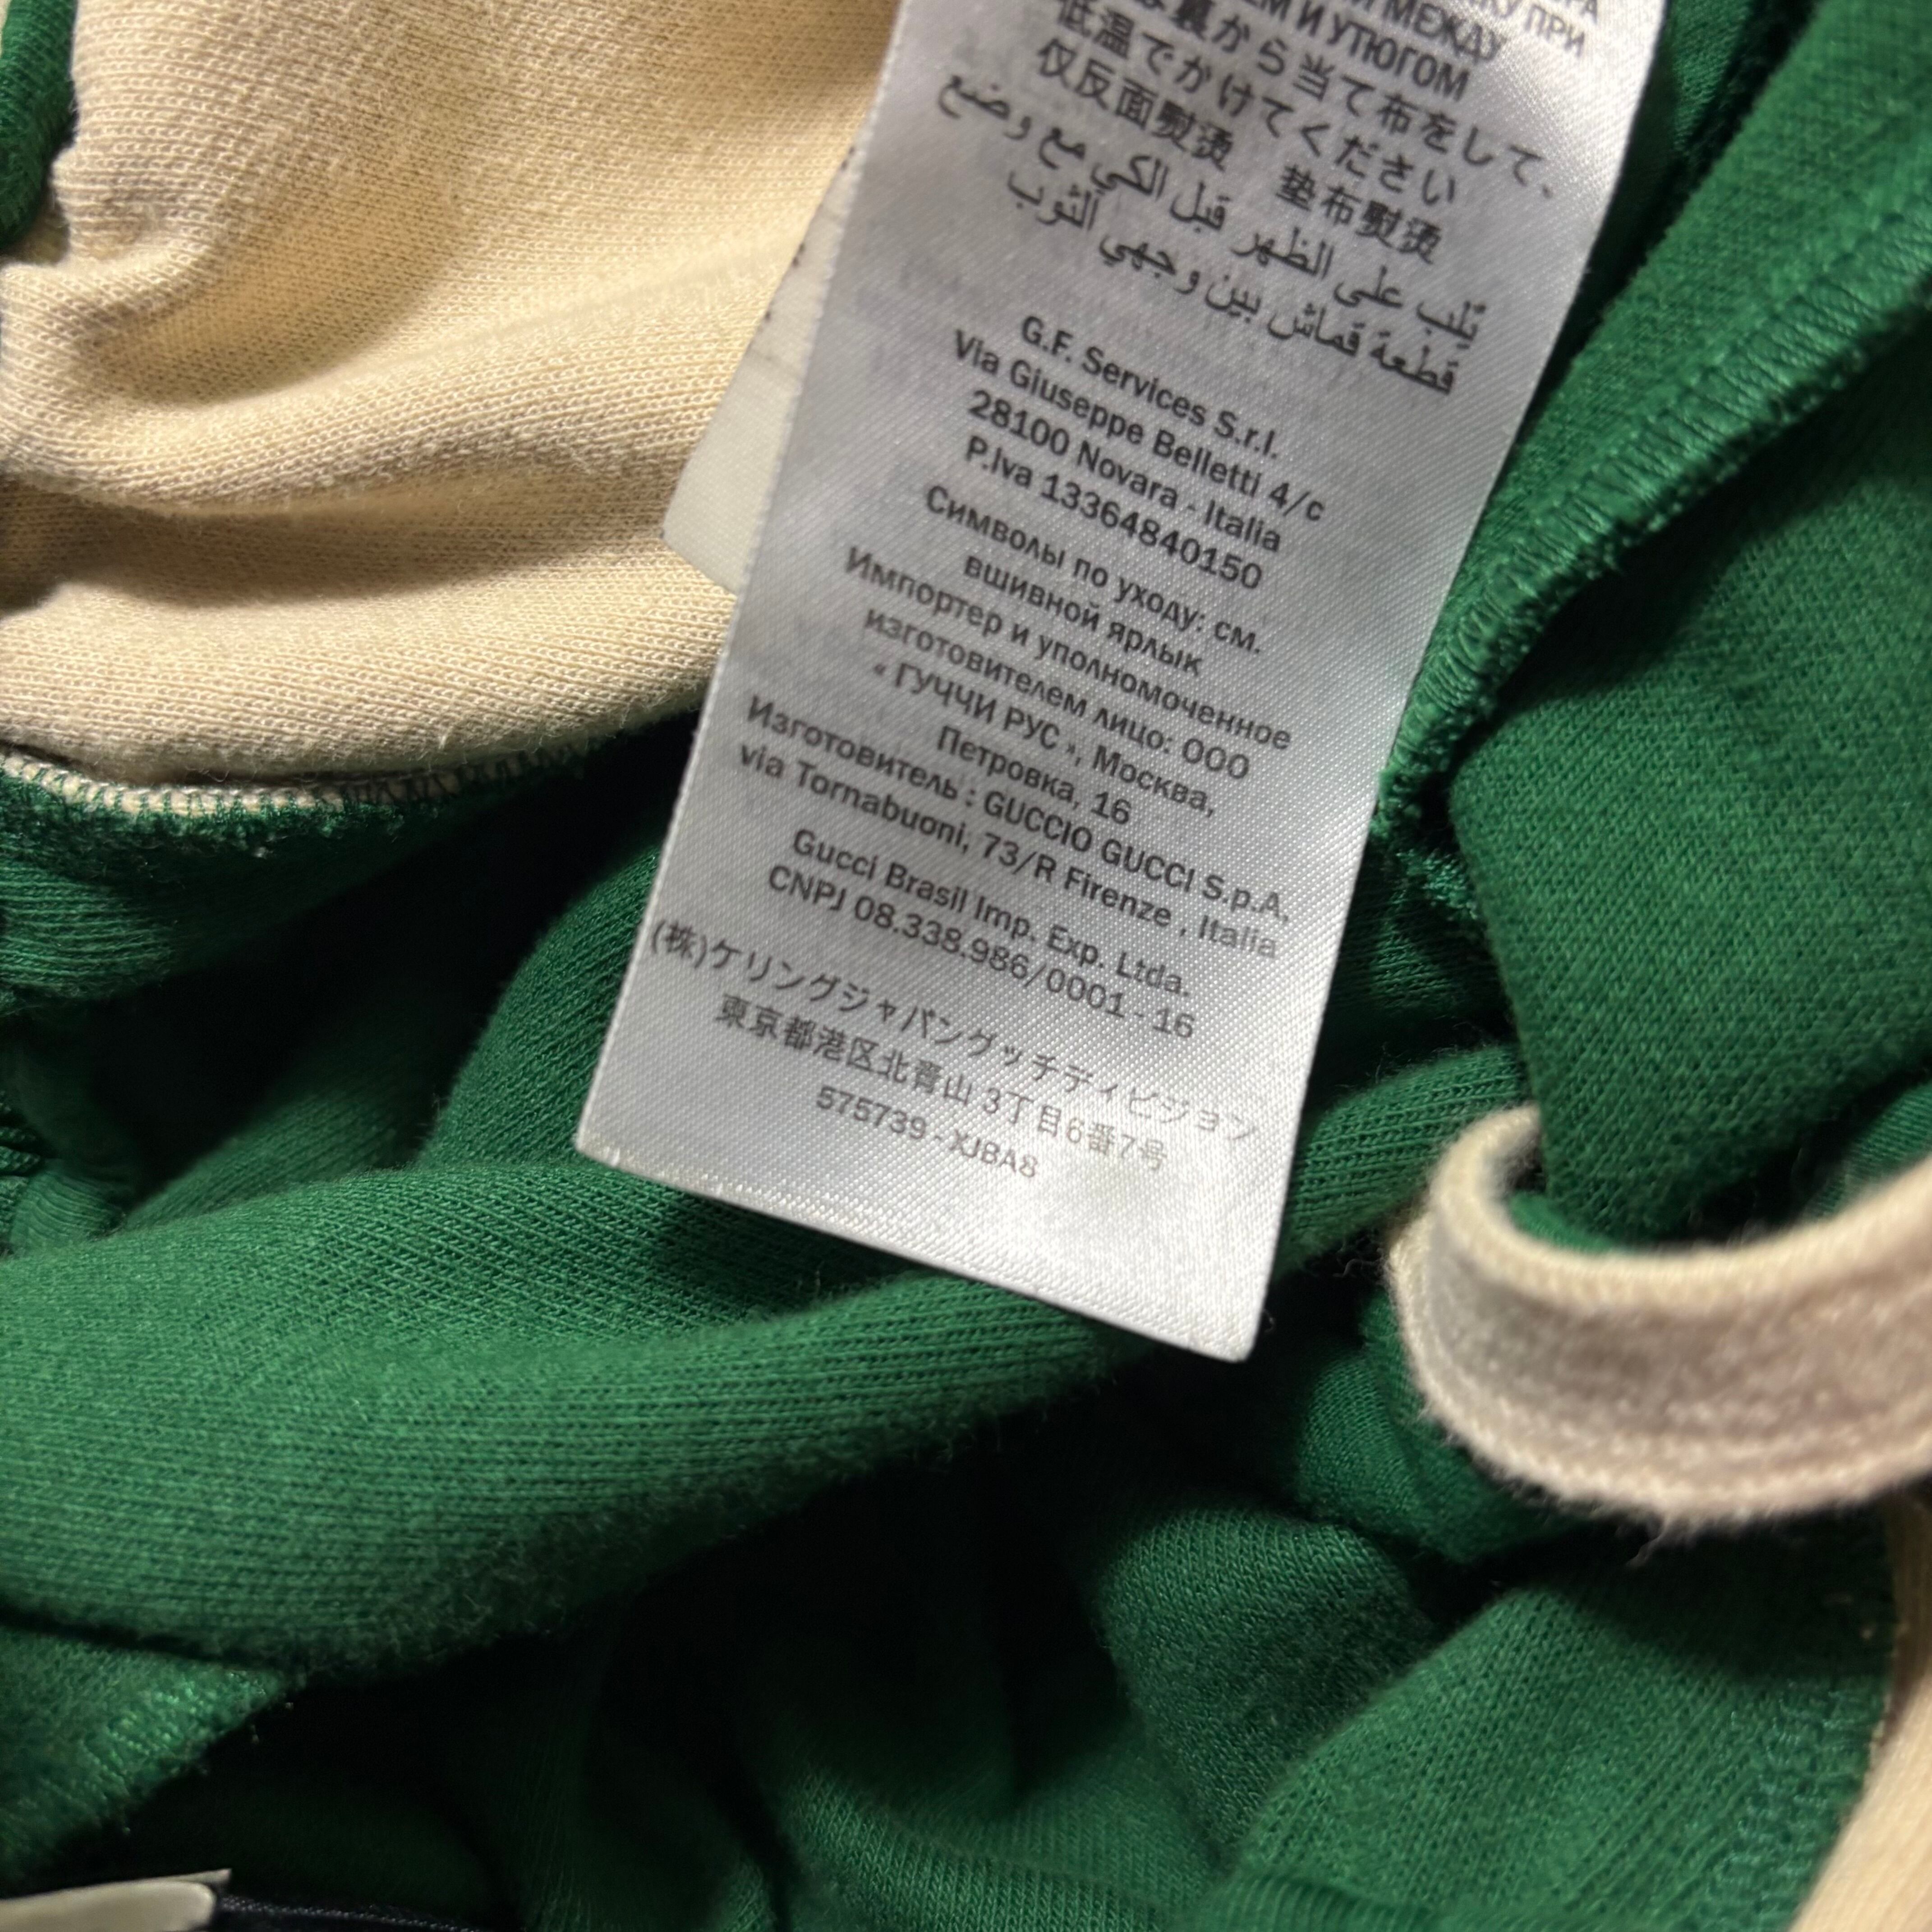 КУ ПРИ
ЕМ И УТЮГОМ
МЕЖДУ
裏から当て布をして、
低温でかけてください
仅反面熨烫 垫布熨烫
يُقلب على الظهر قبل الكي مع وضع
قطعة قماش بين وجهي الثوب
G.F. Services S.r.l.
Via Giuseppe Belletti 4/c
28100 Novara - Italia
P.Iva 13364840150
Символы по уходу: см.
вшивной ярлык
Импортер и уполномоченное
изготовителем лицо: ООО
« ГУЧЧИ РУС », Москва,
Петровка, 16
Изготовитель : GUCCIO GUCCI S.p.A,
via Tornabuoni, 73/R Firenze , Italia
Gucci Brasil Imp. Exp. Ltda.
CNPJ 08.338.986/0001 - 16
(株)ケリングジャパングッチディビジョン
東京都港区北青山 3丁目6番7号
575739 - XJBA8